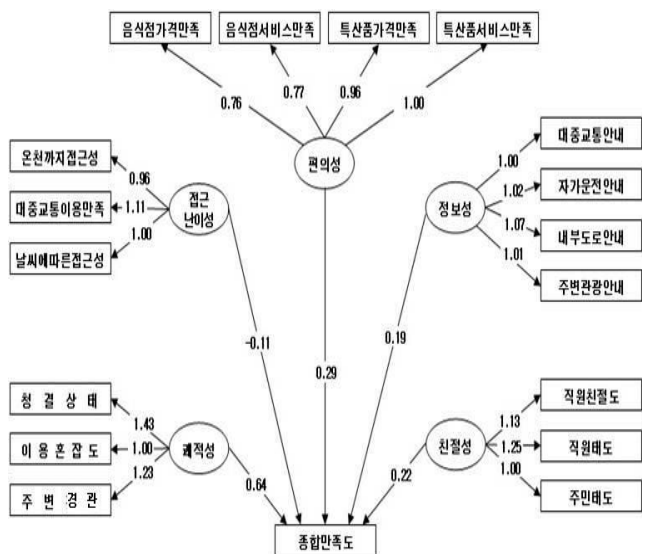 음식점가격만족 음식점서비스만족 특산품가격만족 특산품서비스만족
0.76 0.77 0.96 1.00
편의성
온천까지접근성
대중교통이용만족
날씨에따른접근성
0.96
1.11
1.00
접근
난이성
정보성
1.00
1.02
1.07
1.01
대중교통안내
자가운전안내
내부도로안내
주변관광안내
-0.11
0.29
0.19
청 결 상 태
이 용 혼 잡 도
주 변 경 관
1.43
1.00
1.23
쾌적성
0.64
친절성
0.22
1.13
1.25
1.00
직원친절도
직원태도
주민태도
종합만족도